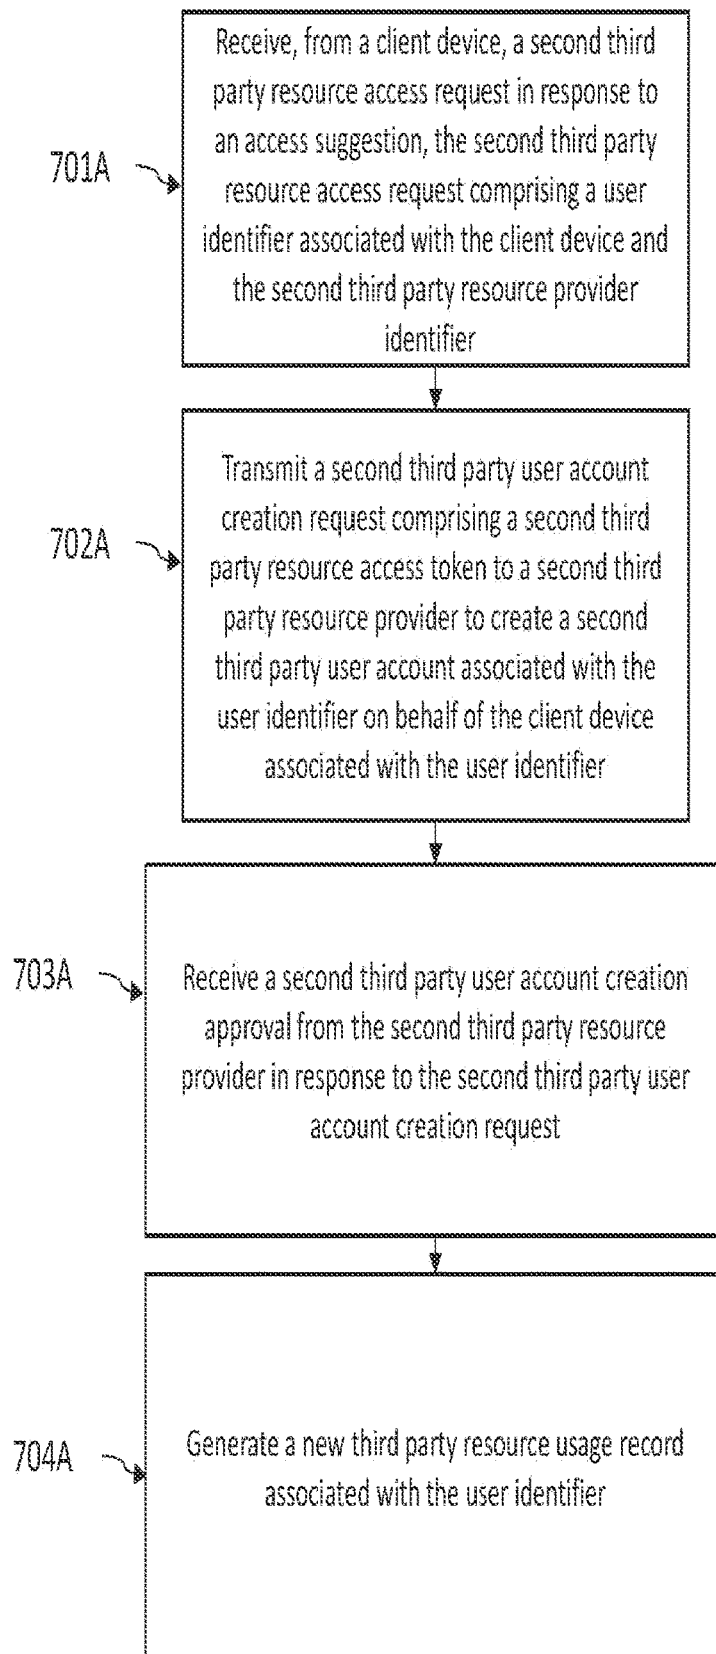 Receive, from a client device, a second third
party resource access request in response to
an access suggestion, the second third party
701A
resource access request comprising a user
identifier associated with the client device and
the second third party resource provider
identifier
Transmit a second third party user account
creation request comprising a second third
702A
party resource access token to a second third
party resource provider to create a second
third party user account associated with the
user identifier on behalf of the client device
associated with the user identifier
703A
Receive a second third party user account creation
approval from the second third party resource
provider in response to the second third party user
account creation request
704A
Generate a new third party resource usage record
associated with the user identifier